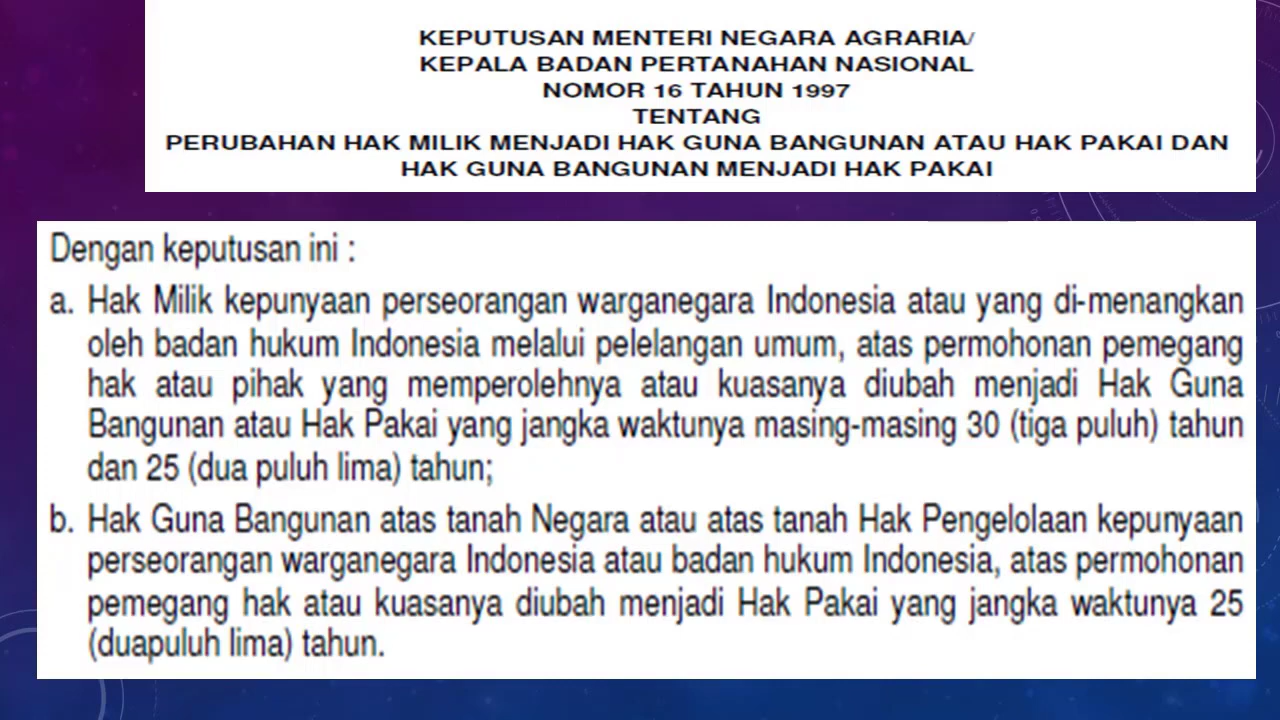 KEPUTUSAN MENTERI NEGARA AGRARIA/
KEPALA BADAN PERTANAHAN NASIONAL
NOMOR 16 TAHUN 1997
TENTANG
PERUBAHAN HAK MILIK MENJADI HAK GUNA BANGUNAN ATAU HAK PAKAI DAN
HAK GUNA BANGUNAN MENJADI HAK PAKAI
Dengan keputusan ini :
a. Hak Milik kepunyaan perseorangan warganegara Indonesia atau yang di-menangkan
oleh badan hukum Indonesia melalui pelelangan umum, atas permohonan pemegang
hak atau pihak yang memperolehnya atau kuasanya diubah menjadi Hak Guna
Bangunan atau Hak Pakai yang jangka waktunya masing-masing 30 (tiga puluh) tahun
dan 25 (dua puluh lima) tahun;
b. Hak Guna Bangunan atas tanah Negara atau atas tanah Hak Pengelolaan kepunyaan
perseorangan warganegara Indonesia atau badan hukum Indonesia, atas permohonan
pemegang hak atau kuasanya diubah menjadi Hak Pakai yang jangka waktunya 25
(duapuluh lima) tahun.